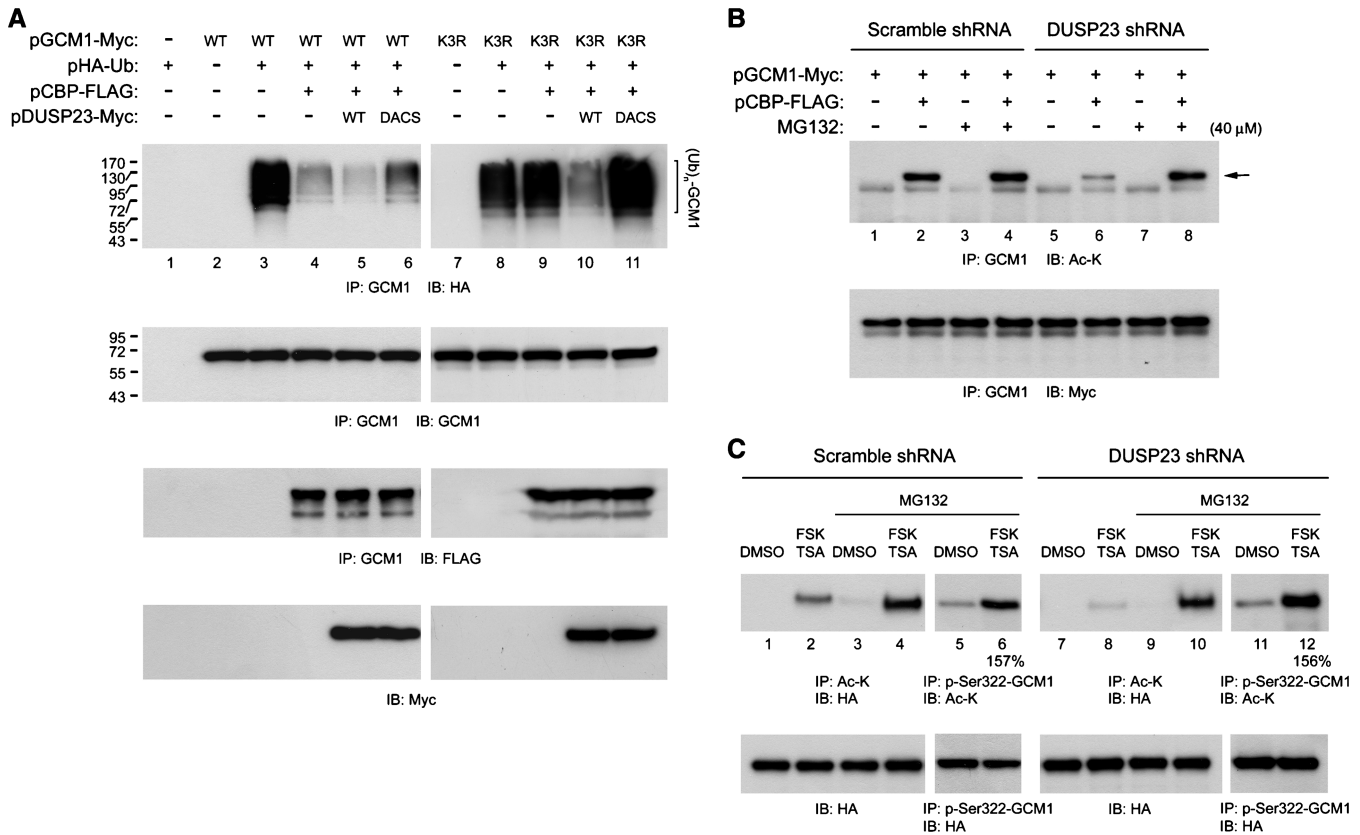 A
pGCM1-Myc: – WT WT WT WT WT K3R K3R K3R K3R K3R
pHA-Ub: + – + + + + – + + + +
pCBP-FLAG: – – – + + + – – + + +
pDUSP23-Myc: – – – – WT DACS – – – WT DACS
170
130
95
72
55
43
(Ub)n-GCM1
1 2 3 4 5 6 7 8 9 10 11
IP: GCM1 IB: HA
95
72
55
43
IP: GCM1 IB: GCM1
IP: GCM1 IB: FLAG
IB: Myc
B
Scramble shRNA DUSP23 shRNA
pGCM1-Myc: + + + + + + + +
pCBP-FLAG: – + – + – + – +
MG132: – – + + – – + + (40 μM)
1 2 3 4 5 6 7 8
IP: GCM1 IB: Ac-K
IP: GCM1 IB: Myc
C
Scramble shRNA DUSP23 shRNA
MG132 MG132
FSK FSK FSK FSK FSK FSK
DMSO TSA DMSO TSA DMSO TSA DMSO TSA DMSO TSA DMSO TSA
1 2 3 4 5 6 7 8 9 10 11 12
157% 156%
IP: Ac-K IP: p-Ser322-GCM1 IP: Ac-K IP: p-Ser322-GCM1
IB: HA IB: Ac-K IB: HA IB: Ac-K
IB: HA IP: p-Ser322-GCM1 IB: HA IP: p-Ser322-GCM1
IB: HA IB: HA